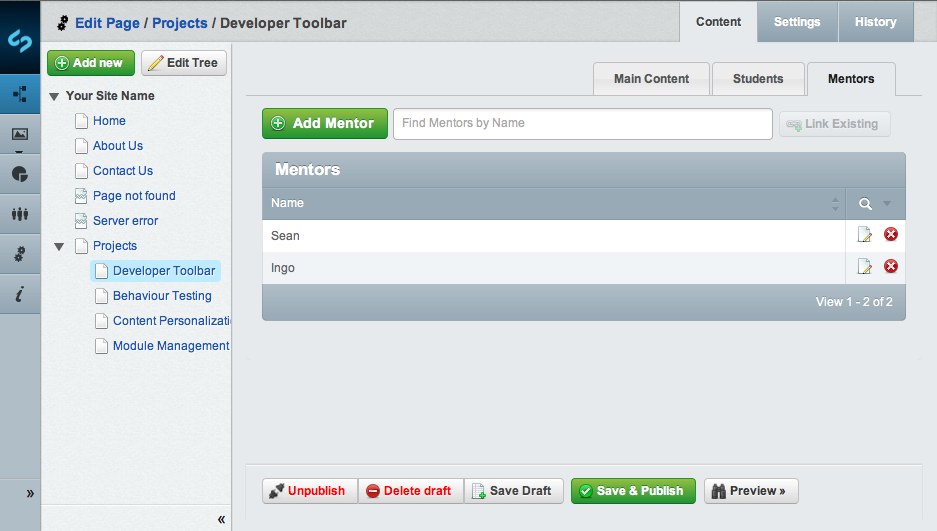 Edit Page / Projects / Developer Toolbar
Content
Settings
History
Add new
Edit Tree
Your Site Name
Home
About Us
Contact Us
Page not found
Server error
Projects
Developer Toolbar
Behaviour Testing
Content Personalizati
Module Management
Main Content
Students
Mentors
Add Mentor
Find Mentors by Name
Link Existing
Mentors
Name
Sean
Ingo
View 1 - 2 of 2
Unpublish
Delete draft
Save Draft
Save & Publish
Preview »
»
«